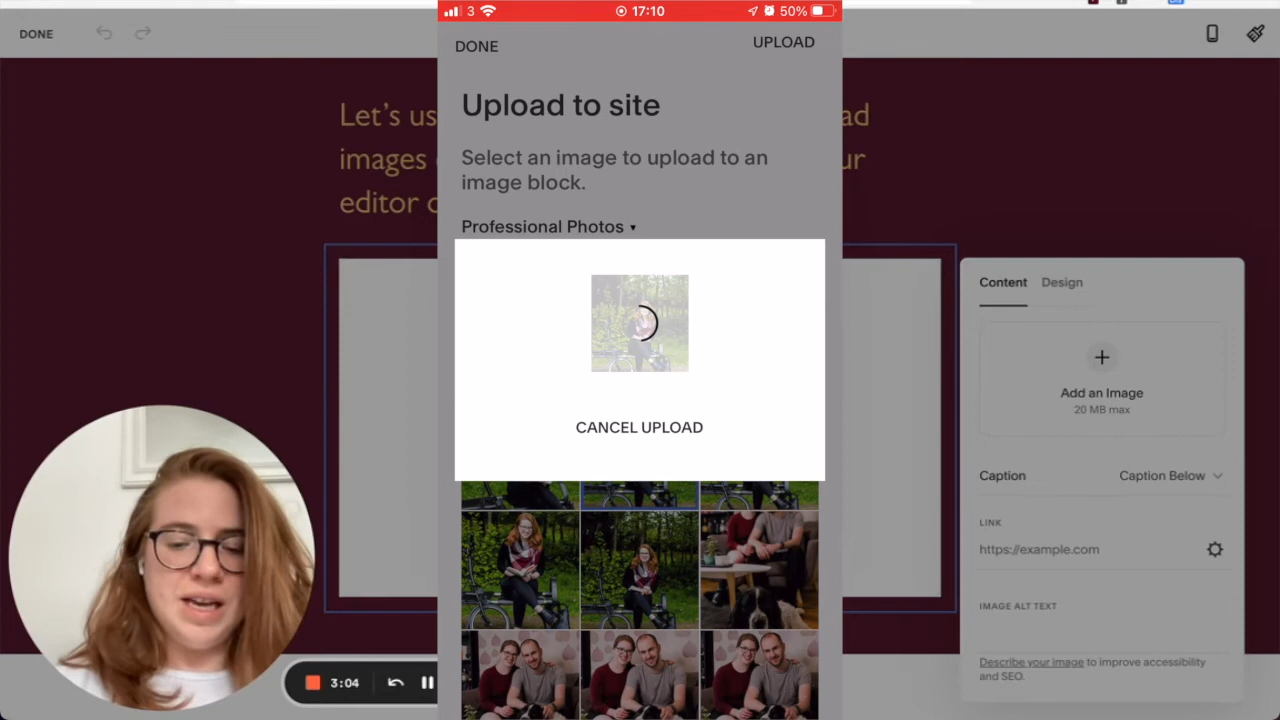 DONE
3
17:10
50%
DONE
UPLOAD
Upload to site
Select an image to upload to an
image block.
Professional Photos ▾
CANCEL UPLOAD
Let's us
ad
images
ur
editor
Content
Design
Add an Image
20 MB max
Caption
Caption Below
LINK
https://example.com
IMAGE ALT TEXT
Describe your image to improve accessibility
and SEO.
3:04